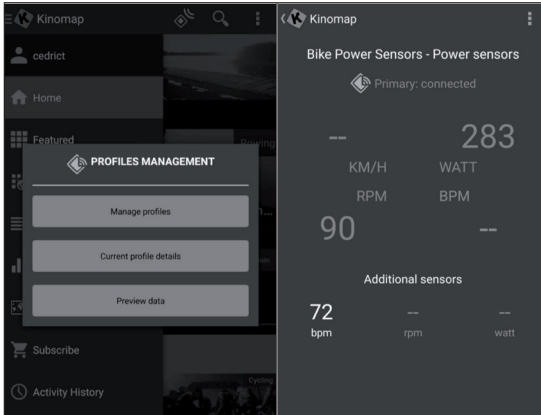 Kinomap
cedrict
Home
Featured
Rowing
PROFILES MANAGEMENT
Manage profiles
Current profile details
Preview data
Subscribe
Activity History
Cycling
Kinomap
Bike Power Sensors - Power sensors
Primary: connected
-- 283
KM/H WATT
RPM BPM
90 --
Additional sensors
72 -- --
bpm rpm watt